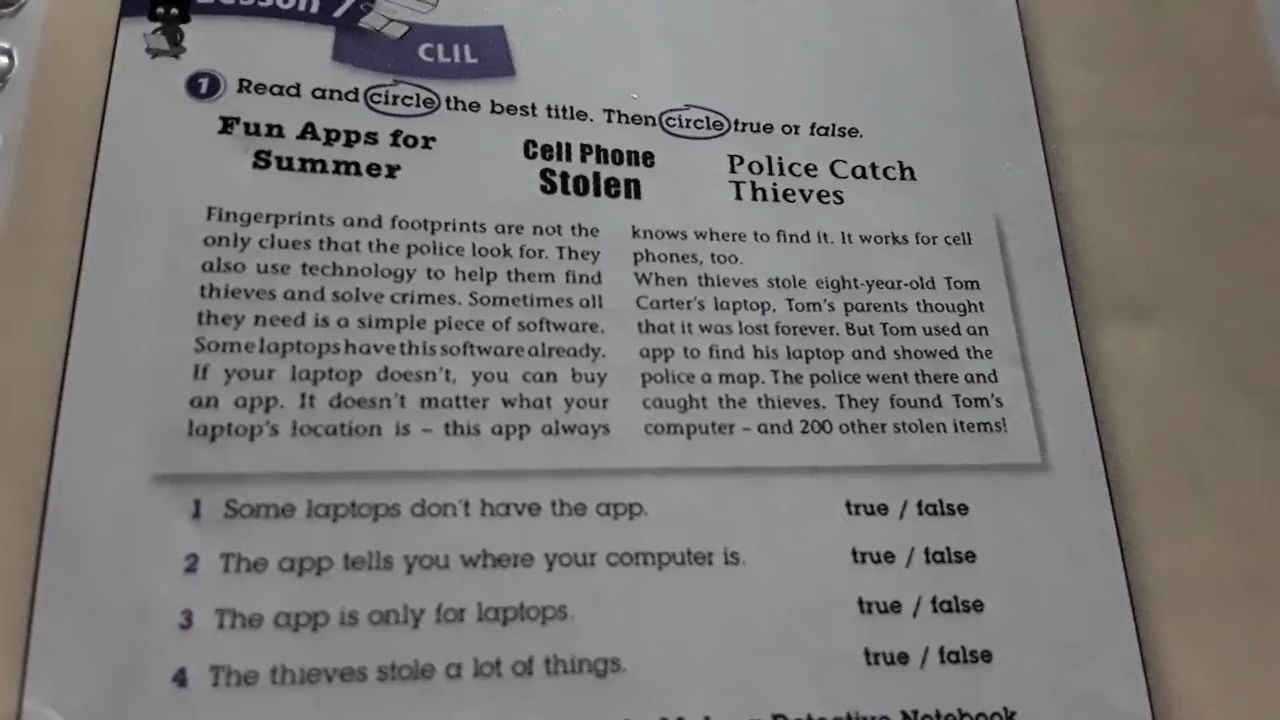 Lesson 7
CLIL
1 Read and circle the best title. Then circle true or false.
Fun Apps for
Summer
Cell Phone
Stolen
Police Catch
Thieves
Fingerprints and footprints are not the
only clues that the police look for. They
also use technology to help them find
thieves and solve crimes. Sometimes all
they need is a simple piece of software.
Some laptops have this software already.
If your laptop doesn't, you can buy
an app. It doesn't matter what your
laptop's location is – this app always
knows where to find it. It works for cell
phones, too.
When thieves stole eight-year-old Tom
Carter's laptop, Tom's parents thought
that it was lost forever. But Tom used an
app to find his laptop and showed the
police a map. The police went there and
caught the thieves. They found Tom's
computer – and 200 other stolen items!
1 Some laptops don't have the app. true / false
2 The app tells you where your computer is. true / false
3 The app is only for laptops. true / false
4 The thieves stole a lot of things. true / false
Detective Notebook